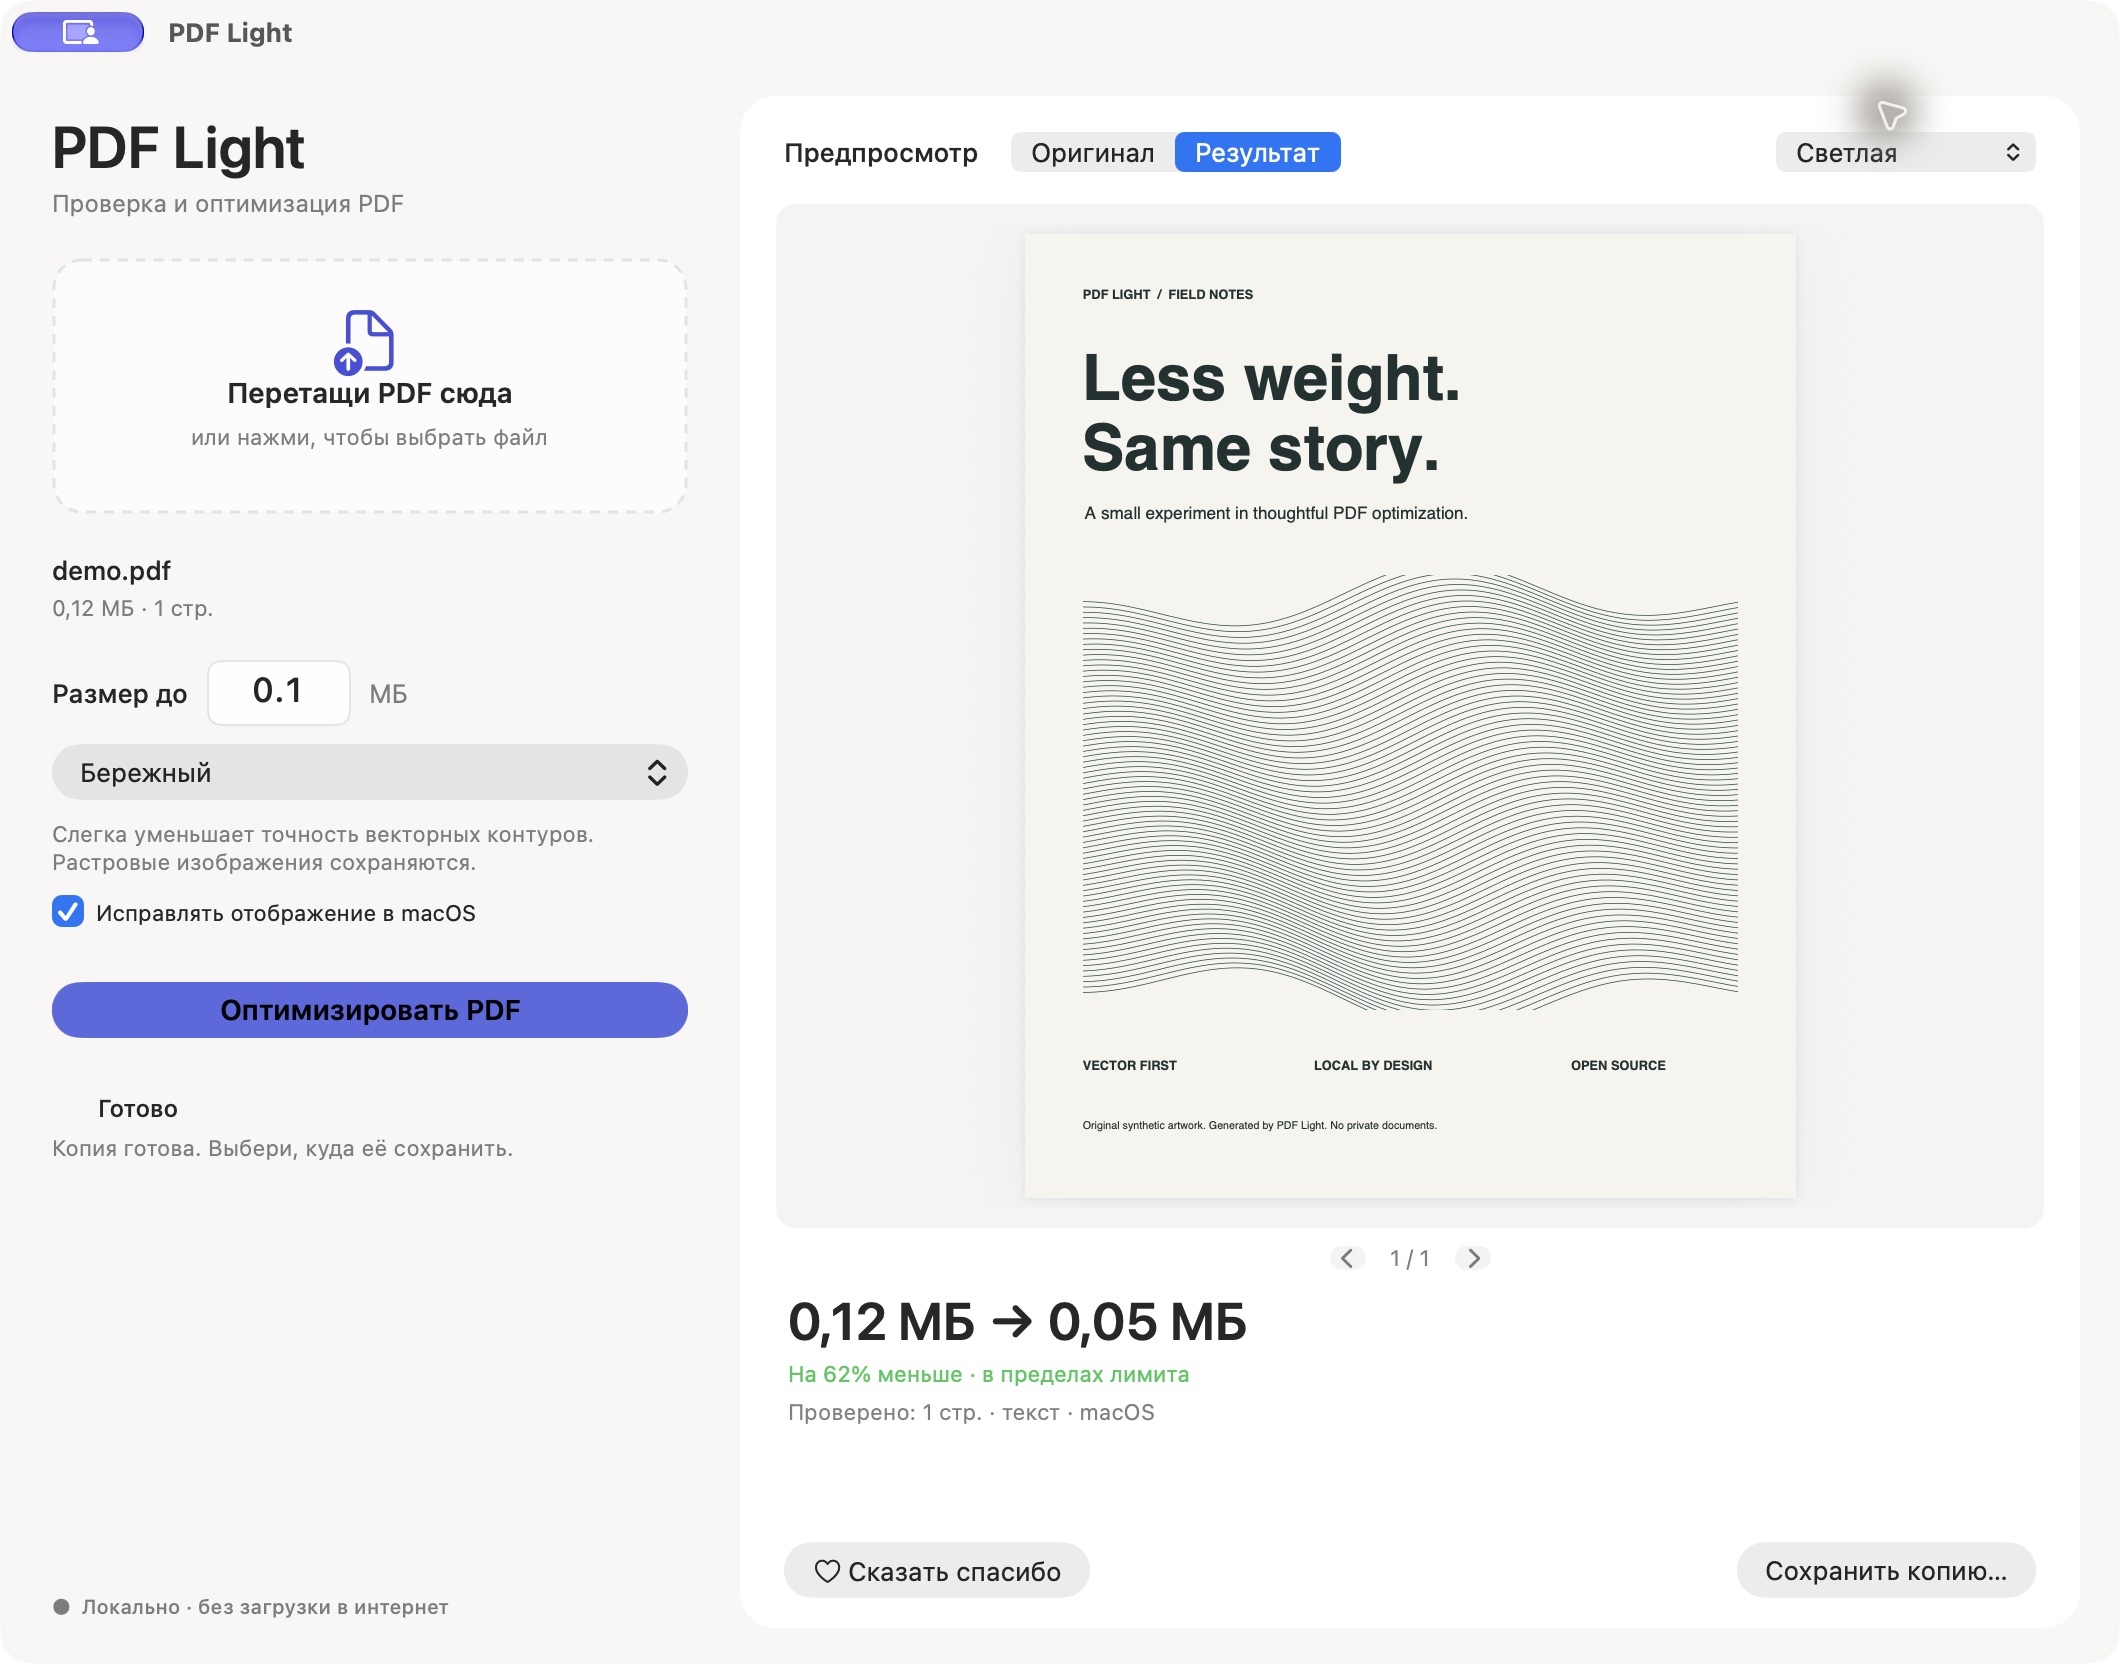 PDF Light
PDF Light
Проверка и оптимизация PDF
Перетащи PDF сюда
или нажми, чтобы выбрать файл
demo.pdf
0,12 МБ · 1 стр.
Размер до 0.1 МБ
Бережный
Слегка уменьшает точность векторных контуров.
Растровые изображения сохраняются.
Исправлять отображение в macOS
Оптимизировать PDF
Готово
Копия готова. Выбери, куда её сохранить.
Локально · без загрузки в интернет
Предпросмотр Оригинал Результат Светлая
PDF LIGHT / FIELD NOTES
Less weight.
Same story.
A small experiment in thoughtful PDF optimization.
VECTOR FIRST LOCAL BY DESIGN OPEN SOURCE
Original synthetic artwork. Generated by PDF Light. No private documents.
1 / 1
0,12 МБ → 0,05 МБ
На 62% меньше · в пределах лимита
Проверено: 1 стр. · текст · macOS
Сказать спасибо Сохранить копию...